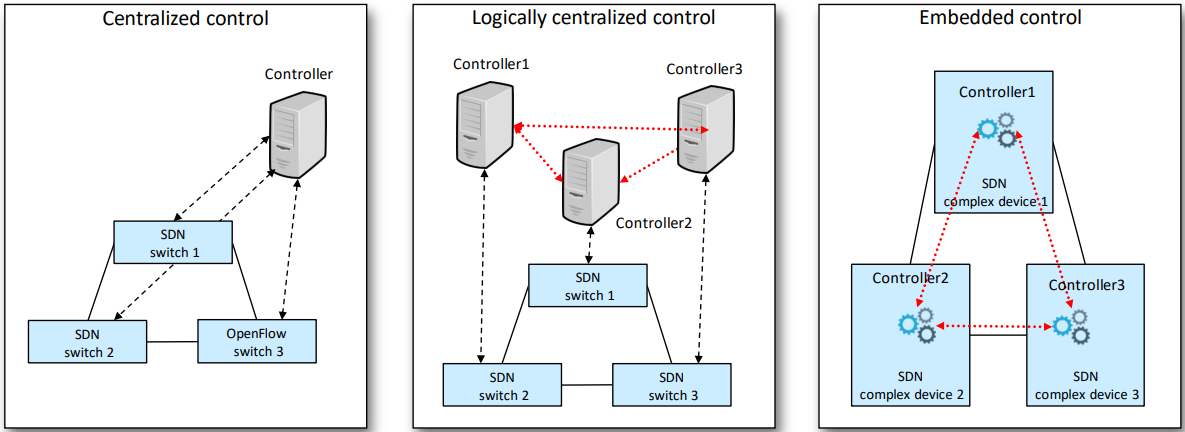 Centralized control
Controller
SDN
switch 1
SDN
switch 2
OpenFlow
switch 3
Logically centralized control
Controller1
Controller3
Controller2
SDN
switch 1
SDN
switch 2
SDN
switch 3
Embedded control
Controller1
SDN
complex device 1
Controller2
SDN
complex device 2
Controller3
SDN
complex device 3